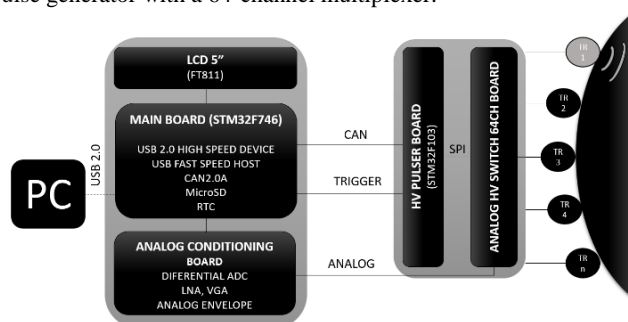 ulse generator with a 64-channel multiplexer.
LCD 5"
(FT811)
MAIN BOARD (STM32F746)
USB 2.0 HIGH SPEED DEVICE
USB FAST SPEED HOST
CAN2.0A
MicroSD
RTC
ANALOG CONDITIONING
BOARD
DIFERENTIAL ADC
LNA, VGA
ANALOG ENVELOPE
PC
USB 2.0
CAN
TRIGGER
ANALOG
HV PULSER BOARD
(STM32F103)
SPI
ANALOG HV SWITCH 64CH BOARD
TR
1
TR
2
TR
3
TR
4
TR
n